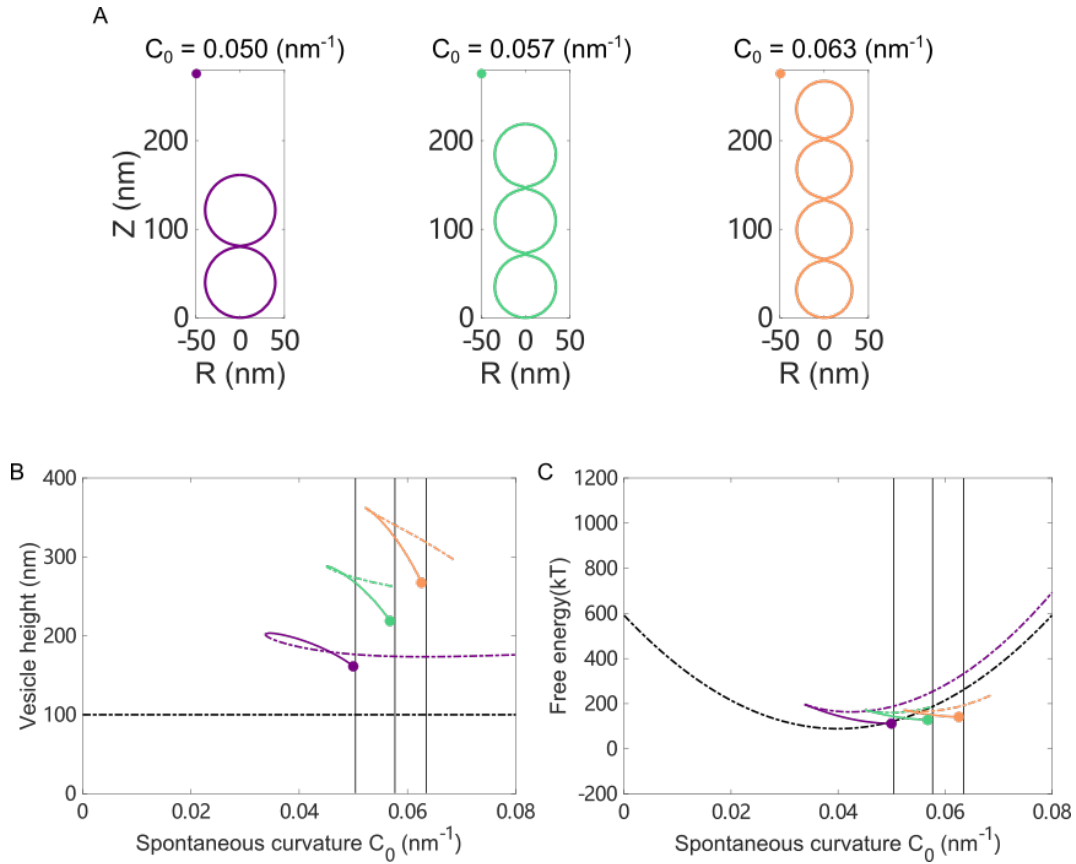 A
C₀ = 0.050 (nm⁻¹)
C₀ = 0.057 (nm⁻¹)
C₀ = 0.063 (nm⁻¹)
Z (nm)
200
100
0
-50 0 50
R (nm)
200
100
0
-50 0 50
R (nm)
200
100
0
-50 0 50
R (nm)
B
Vesicle height (nm)
400
300
200
100
0
0 0.02 0.04 0.06 0.08
Spontaneous curvature C₀ (nm⁻¹)
C
Free energy(kT)
1200
1000
800
600
400
200
0
-200
0 0.02 0.04 0.06 0.08
Spontaneous curvature C₀ (nm⁻¹)